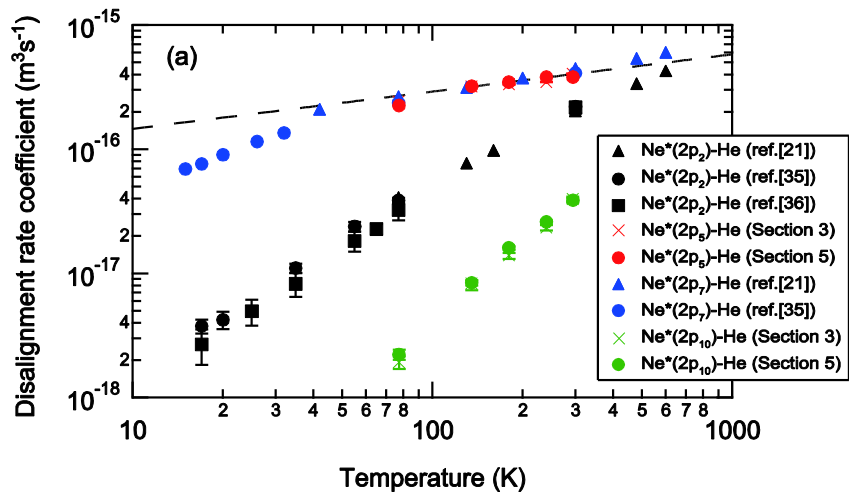 (a)
Disalignment rate coefficient (m³s⁻¹)
10⁻¹⁵
4
2
10⁻¹⁶
4
2
10⁻¹⁷
4
2
10⁻¹⁸
Ne*(2p₂)-He (ref.[21])
Ne*(2p₂)-He (ref.[35])
Ne*(2p₂)-He (ref.[36])
Ne*(2p₅)-He (Section 3)
Ne*(2p₅)-He (Section 5)
Ne*(2p₇)-He (ref.[21])
Ne*(2p₇)-He (ref.[35])
Ne*(2p₁₀)-He (Section 3)
Ne*(2p₁₀)-He (Section 5)
10 2 3 4 5 6 7 8 100 2 3 4 5 6 7 8 1000
Temperature (K)